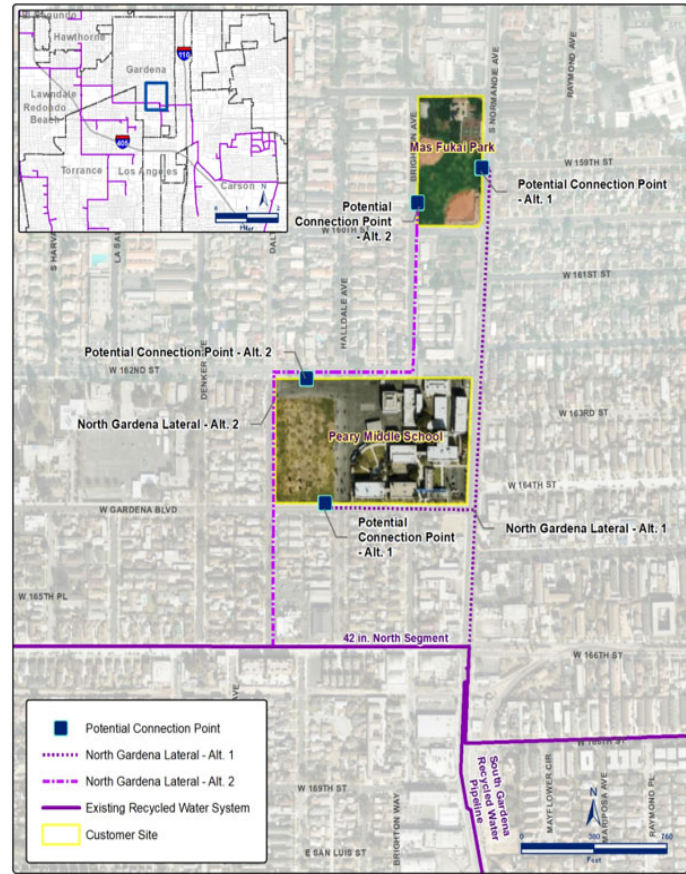 Hawthorne
Gardena
110
Lawndale
Redondo
Beach
405
Torrance
Los Angeles
Carson
N
BRIGHTON AVE
S NORMANDIE AVE
RAYMOND AVE
Mas Fukai Park
W 159TH ST
Potential Connection Point
- Alt. 1
Potential
Connection Point
- Alt. 2
W 160TH ST
W 161ST ST
HALLDALE AVE
Potential Connection Point - Alt. 2
W 162ND ST
DENKER AVE
North Gardena Lateral - Alt. 2
Peary Middle School
W 163RD ST
W 164TH ST
W GARDENA BLVD
Potential
Connection Point
- Alt. 1
North Gardena Lateral - Alt. 1
W 165TH PL
42 in. North Segment
W 166TH ST
Potential Connection Point
North Gardena Lateral - Alt. 1
North Gardena Lateral - Alt. 2
Existing Recycled Water System
Customer Site
W 169TH ST
E SAN LUIS ST
BRIGHTON WAY
South Gardena
Recycled Water
Pipeline
MAYFLOWER CIR
MARIPOSA AVE
RAYMOND PL
N
0 380 760
Feet